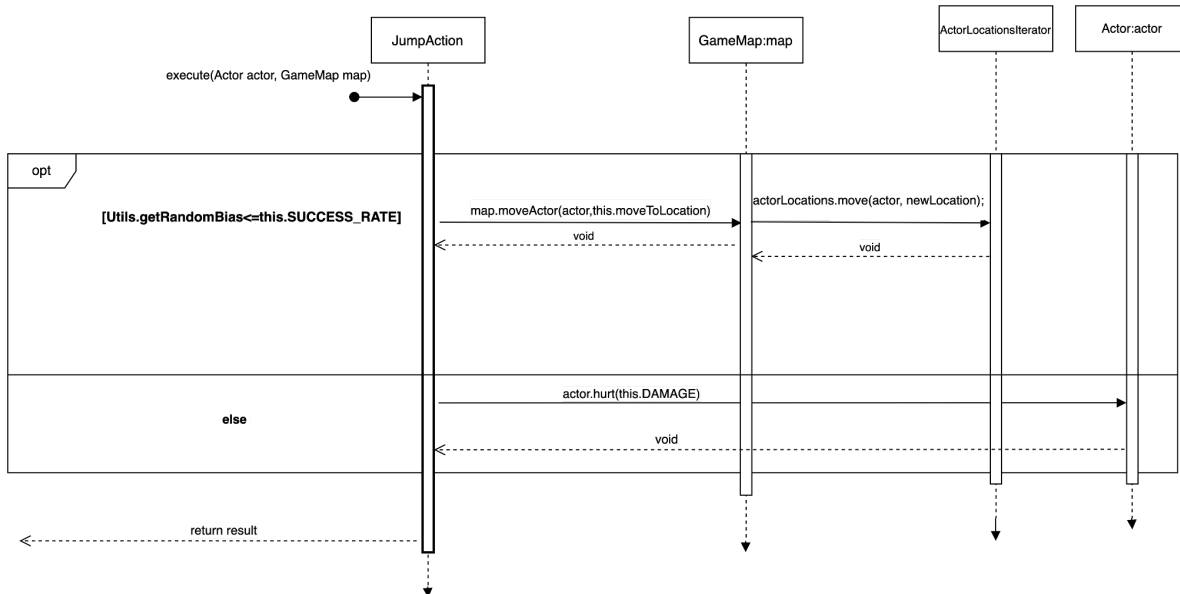 JumpAction
GameMap:map
ActorLocationsIterator
Actor:actor
execute(Actor actor, GameMap map)
opt
[Utils.getRandomBias<=this.SUCCESS_RATE]
map.moveActor(actor,this.moveToLocation)
actorLocations.move(actor, newLocation);
void
void
else
actor.hurt(this.DAMAGE)
void
return result